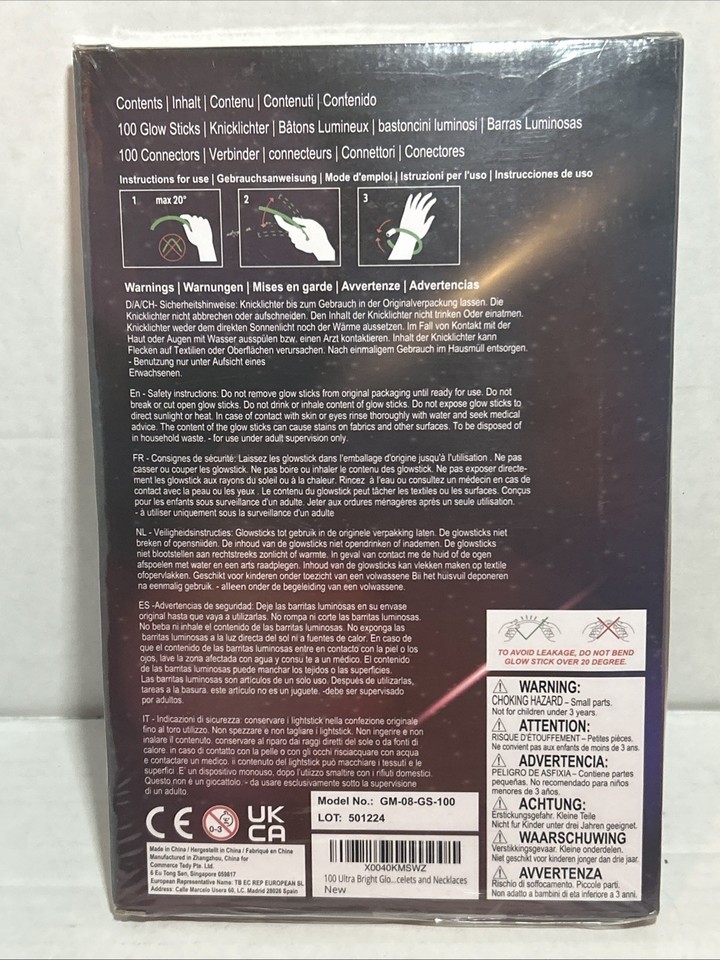 Contents | Inhalt | Contenu | Contenuti | Contenido
100 Glow Sticks | Knicklichter | Bâtons Lumineux | bastoncini luminosi | Barras Luminosas
100 Connectors | Verbinder | connecteurs | Connettori | Conectores
Instructions for use | Gebrauchsanweisung | Mode d'emploi | Istruzioni per l'uso | Instrucciones de uso
1 max 20°
2
3
Warnings | Warnungen | Mises en garde | Avvertenze | Advertencias
D/A/CH- Sicherheitshinweise: Knicklichter bis zum Gebrauch in der Originalverpackung lassen. Die
Knicklichter nicht abbrechen oder aufschneiden. Den Inhalt der Knicklichter nicht trinken Oder einatmen.
Knicklichter weder dem direkten Sonnenlicht noch der Wärme aussetzen. Im Fall von Kontakt mit der
Haut oder Augen mit Wasser ausspülen bzw. einen Arzt kontaktieren. Inhalt der Knicklichter kann
Flecken auf Textilien oder Oberflächen verursachen. Nach einmaligem Gebrauch im Hausmüll entsorgen.
- Benutzung nur unter Aufsicht eines
Erwachsenen.
En - Safety instructions: Do not remove glow sticks from original packaging until ready for use. Do not
break or cut open glow sticks. Do not drink or inhale content of glow sticks. Do not expose glow sticks to
direct sunlight or heat. In case of contact with skin or eyes rinse thoroughly with water and seek medical
advice. The content of the glow sticks can cause stains on fabrics and other surfaces. To be disposed of
in household waste. - for use under adult supervision only.
FR - Consignes de sécurité: Laissez les glowstick dans l'emballage d'origine jusqu'à l'utilisation . Ne pas
casser ou couper les glowstick. Ne pas boire ou inhaler le contenu des glowstick. Ne pas exposer directe-
ment les glowstick aux rayons du soleil ou à la chaleur. Rincez à l'eau ou consultez un médecin en cas de
contact avec la peau ou les yeux . Le contenu du glowstick peut tâcher les textiles ou les surfaces. Conçus
pour les enfants sous surveillance d'un adulte. Jeter aux ordures ménagères après un seule utilisation.
- à utiliser uniquement sous la surveillance d'un adulte
NL - Veiligheidsinstructies: Glowsticks tot gebruik in de originele verpakking laten. De glowsticks niet
breken of opensniden. De inhoud van de glowsticks niet opendrinken of inademen. De glowsticks
niet blootstellen aan rechtstreeks zonlicht of warmte. In geval van contact me de huid of de ogen
afspoelen met water en een arts raadplegen. Inhoud van de glowsticks kan vlekken maken op textile
ofopervlakken. Geschikt voor kinderen onder toezicht van een volwassene Bii het huisvuil deponeren
na eenmalig gebruik. - alleen onder de begeleiding van een volwassene.
ES -Advertencias de seguridad: Deje las barritas luminosas en su envase
original hasta que vaya a utilizarlas. No rompa ni corte las barritas luminosas.
No beba ni inhale el contenido de las barritas luminosas. No exponga las
barritas luminosas a la luz directa del sol ni a fuentes de calor. En caso de
que el contenido de las barritas luminosas entre en contacto con la piel o los
ojos, lave la zona afectada con agua y consu te a un médico. El contenido
de las barritas luminosas puede manchar los tejidos o las superficies.
Las barritas luminosas son artículos de un solo uso. Después de utilizarlas,
tareas a la basura. este artículo no es un juguete. -debe ser supervisado
por adultos.
IT - Indicazioni di sicurezza: conservare i lightstick nella confezione originale
fino al toro utilizzo. Non spezzare e non tagliare i lightstick. Non ingerire e non
inalare il contenuto. conservare al riparo dai raggi diretti del sole o da fonti di
calore. in caso di contatto con la pelle o con gli occhi risciacquare con acqua
e contactare un medico. ii contenuto del lightstick può macchiare i tessuti e le
superfici .E' un dispositivo monouso, dopo l'utizzo smaltire con i rifiuti domestici.
Questo non è un giocattolo. - da usare esclusivamente sotto la supervisione
di un adulto.
CE
0-3
UK
CA
Made in China / Hergestellt in China / Fabriqué en Chine
Manufactured in Zhangzhou, China for
Commerce Tedy Pte. Ltd.
6 Eu Tong Sen, Singapore 059817
European Representative Name: TB EC REP EUROPEAN SL
Address: Calle Marcelo Usera 60, LC. Madrid 28026 Spain
Model No.: GM-08-GS-100
LOT: 501224
X0040KMSWZ
100 Ultra Bright Glo...celets and Necklaces
New
TO AVOID LEAKAGE, DO NOT BEND
GLOW STICK OVER 20 DEGREE.
WARNING:
CHOKING HAZARD – Small parts.
Not for children under 3 years.
ATTENTION:
RISQUE D'ÉTOUFFEMENT – Petites pièces.
Ne convient pas aux enfants de moins de 3 ans.
ADVERTENCIA:
PELIGRO DE ASFIXIA – Contiene partes
pequeñas. No recomendado para niños
menores de 3 años.
ACHTUNG:
Erstickungsgefahr. Kleine Teile
Nicht fur Kinder unter drei Jahren geeignet.
WAARSCHUWING
Verstikkingsgevaar. Kleine onderdelen.
Niet geschikt voor kinderen jonger dan drie jaar.
AVVERTENZA
Rischio di soffocamento. Piccole parti.
Non adatto a bambini di eta inferiore a 3 anni.